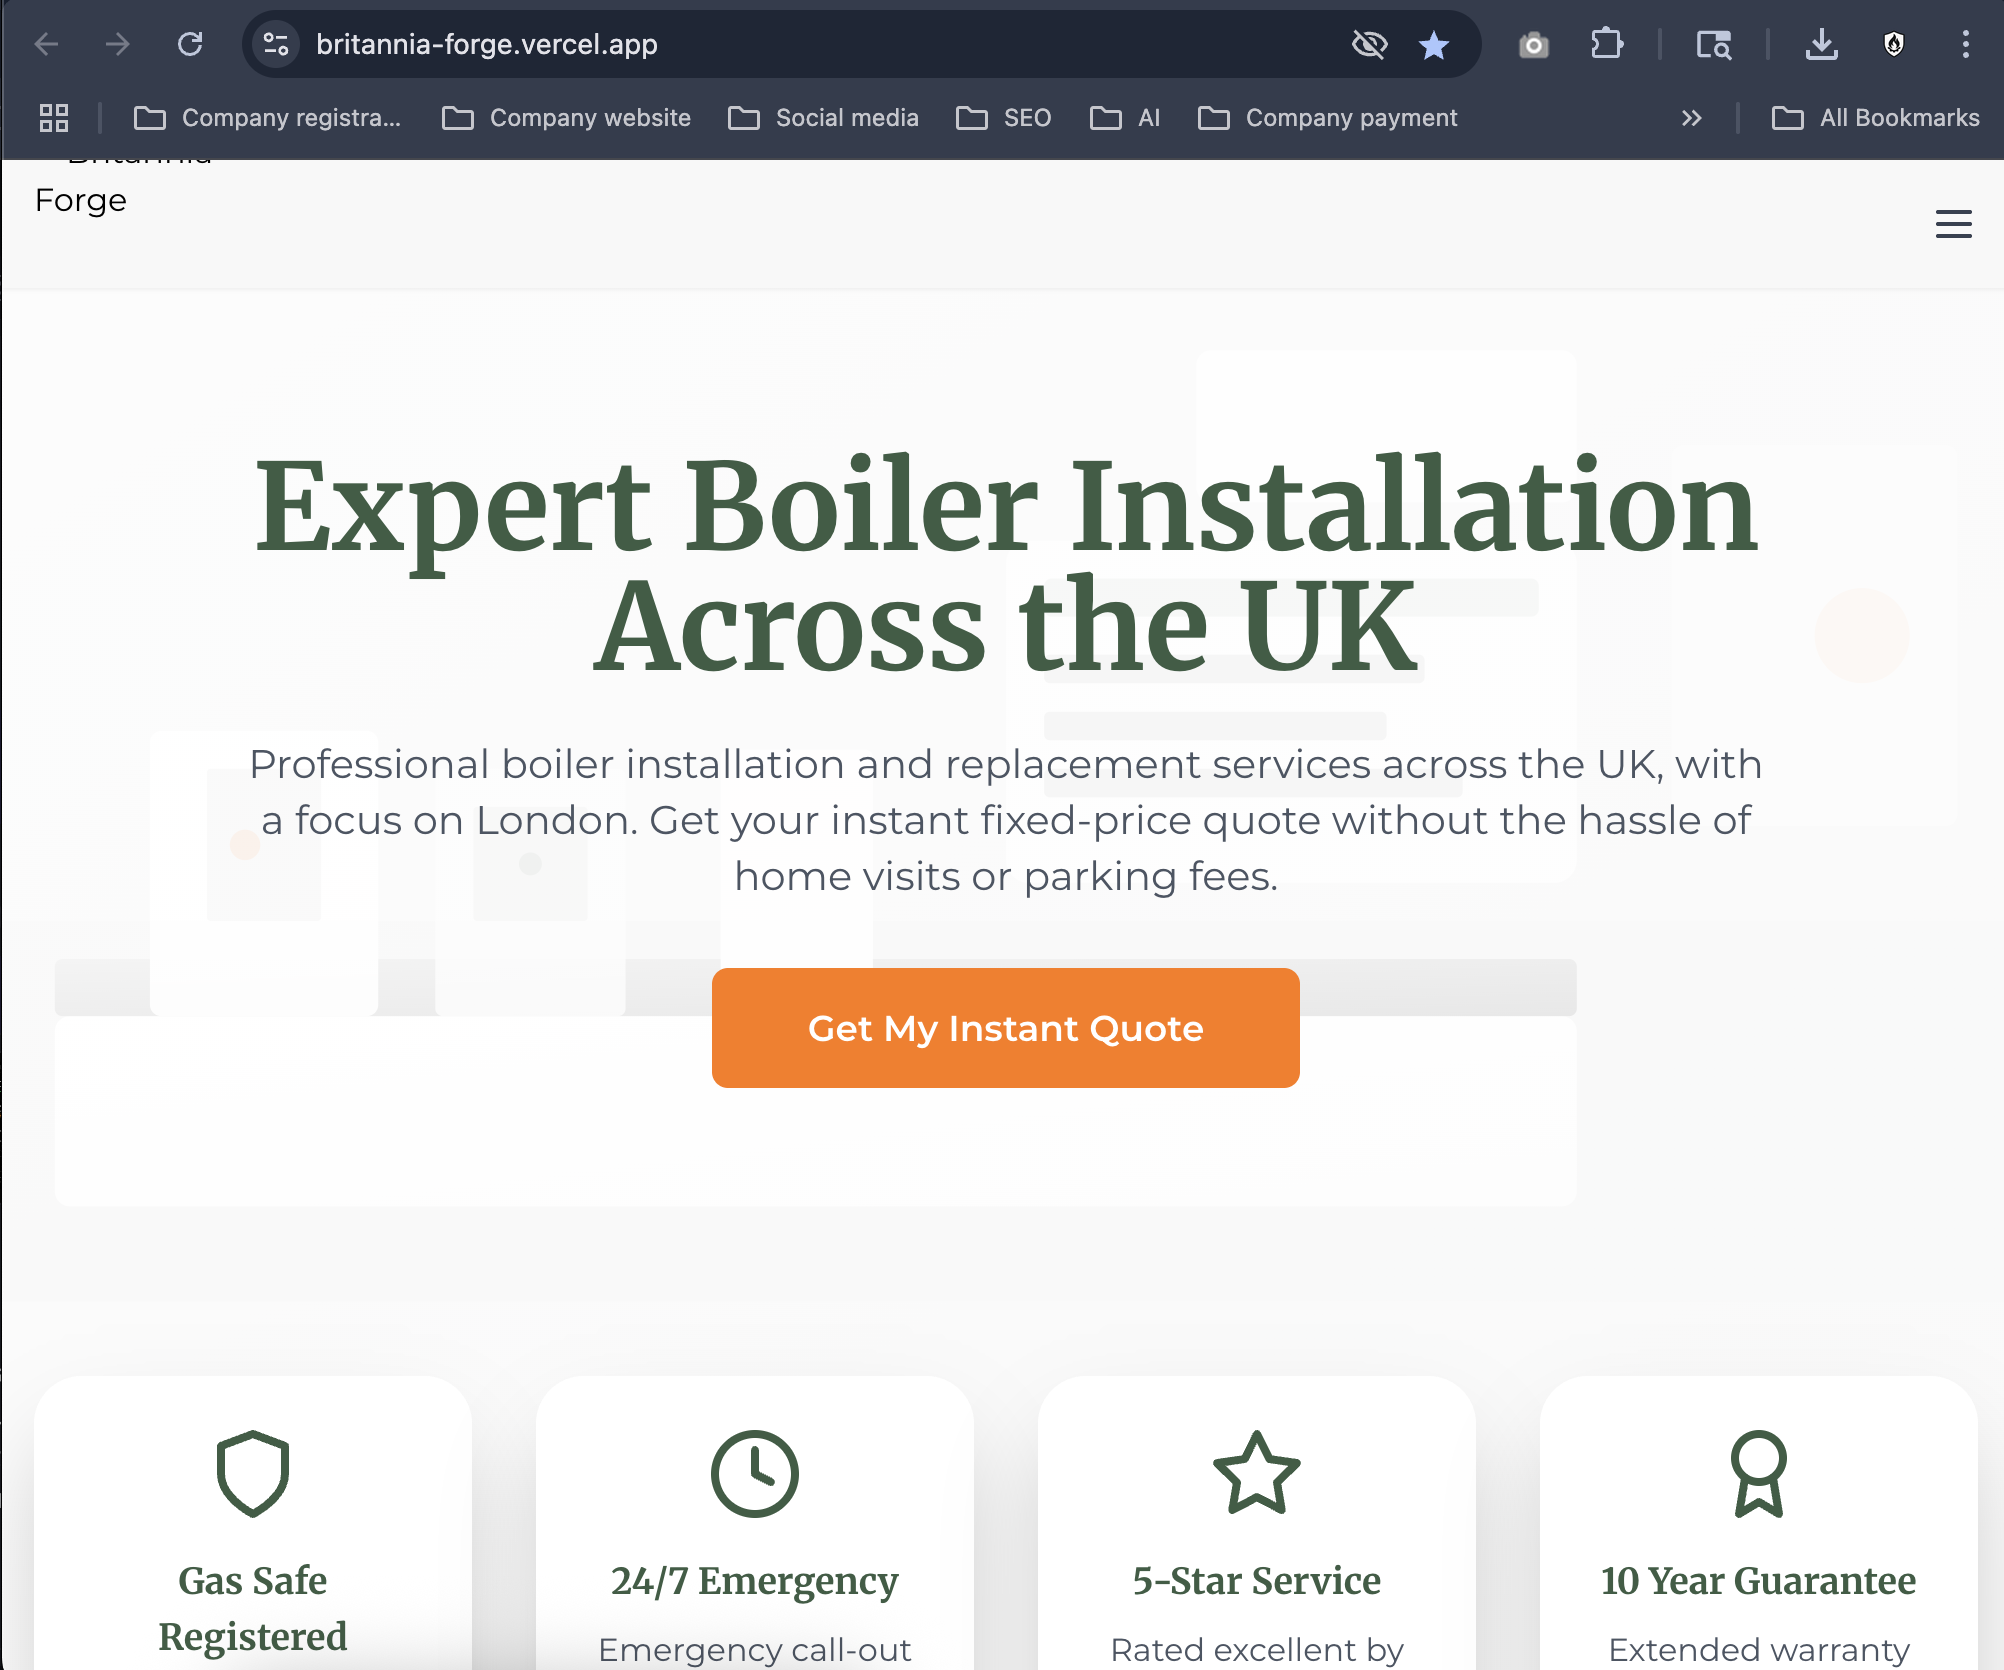 britannia-forge.vercel.app
Company registra... Company website Social media SEO AI Company payment All Bookmarks
Britannia
Forge
Expert Boiler Installation
Across the UK
Professional boiler installation and replacement services across the UK, with
a focus on London. Get your instant fixed-price quote without the hassle of
home visits or parking fees.
Get My Instant Quote
Gas Safe
Registered
24/7 Emergency
Emergency call-out
5-Star Service
Rated excellent by
10 Year Guarantee
Extended warranty